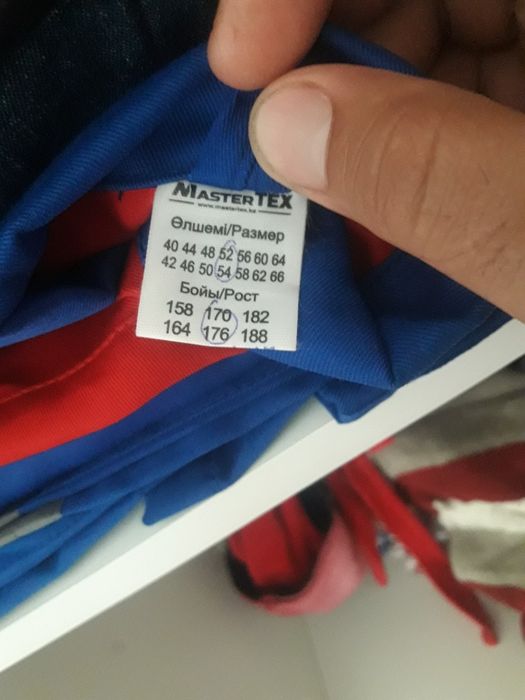 MASTERTEX
www.mastertex.kz
Өлшемі/Размер
40 44 48 52 56 60 64
42 46 50 54 58 62 66
Бойы/Рост
158 170 182
164 176 188